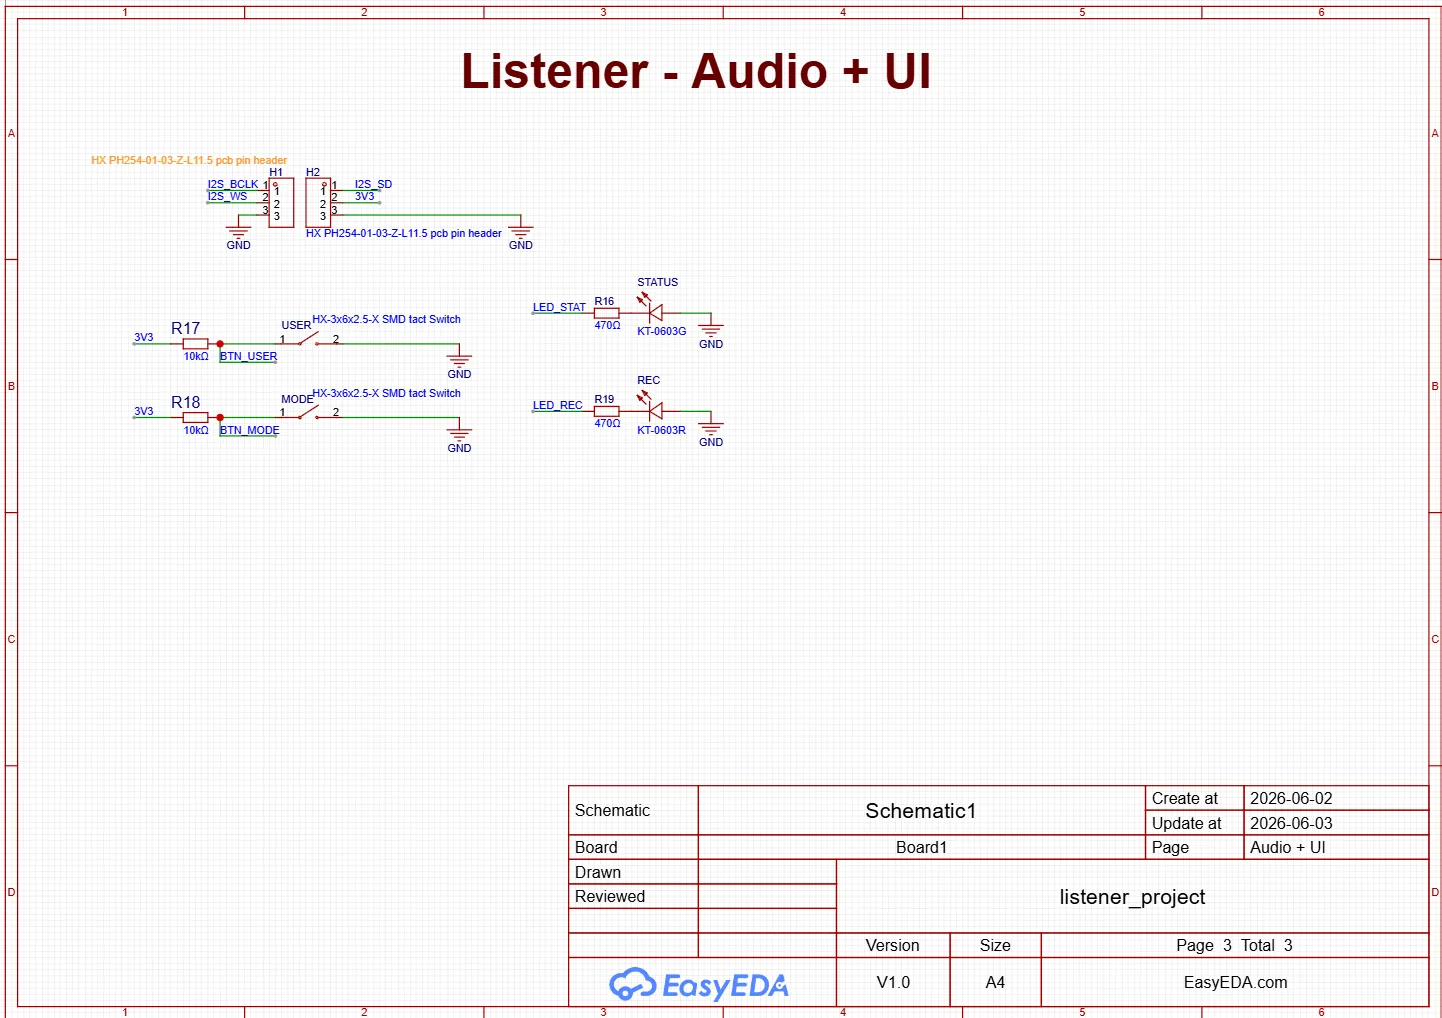 1 2 3 4 5 6
Listener - Audio + UI
A A
HX PH254-01-03-Z-L11.5 pcb pin header
H1 H2
I2S_BCLK 1 1 1 1 I2S_SD
I2S_WS 2 2 2 2 3V3
3 3 3 3
HX PH254-01-03-Z-L11.5 pcb pin header
GND GND
STATUS
LED_STAT R16
470Ω KT-0603G
GND
R17 USER HX-3x6x2.5-X SMD tact Switch
3V3 1 2
10kΩ BTN_USER
GND
REC
B B
R18 MODE HX-3x6x2.5-X SMD tact Switch
3V3 1 2
10kΩ BTN_MODE
GND
LED_REC R19
470Ω KT-0603R
GND
C C
Schematic Schematic1 Create at 2026-06-02
Update at 2026-06-03
Board Board1 Page Audio + UI
Drawn
Reviewed listener_project
D D
Version Size Page 3 Total 3
EasyEDA V1.0 A4 EasyEDA.com
1 2 3 4 5 6